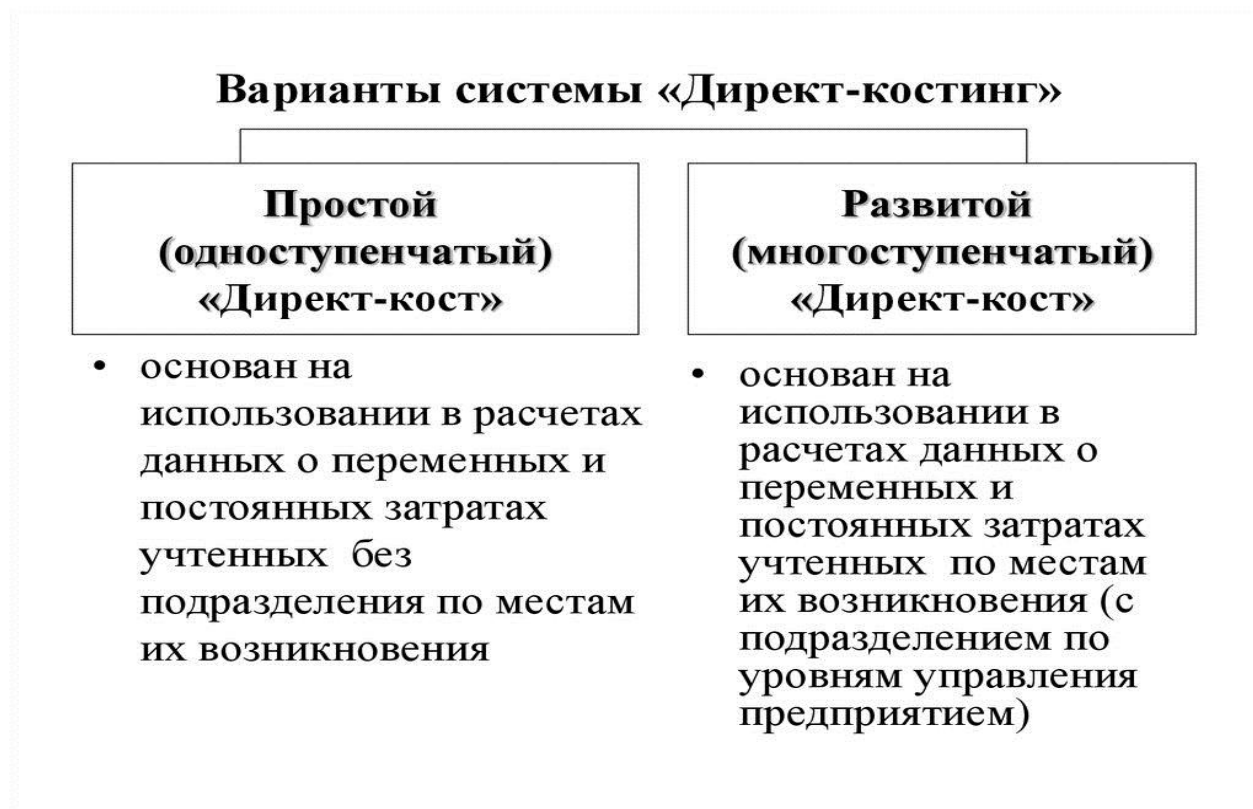 Варианты системы «Директ-костинг»
Простой
(одноступенчатый)
«Директ-кост»
• основан на
использовании в расчетах
данных о переменных и
постоянных затратах
учтенных  без
подразделения по местам
их возникновения
Развитой
(многоступенчатый)
«Директ-кост»
• основан на
использовании в
расчетах данных о
переменных и
постоянных затратах
учтенных  по местам
их возникновения (с
подразделением по
уровням управления
предприятием)